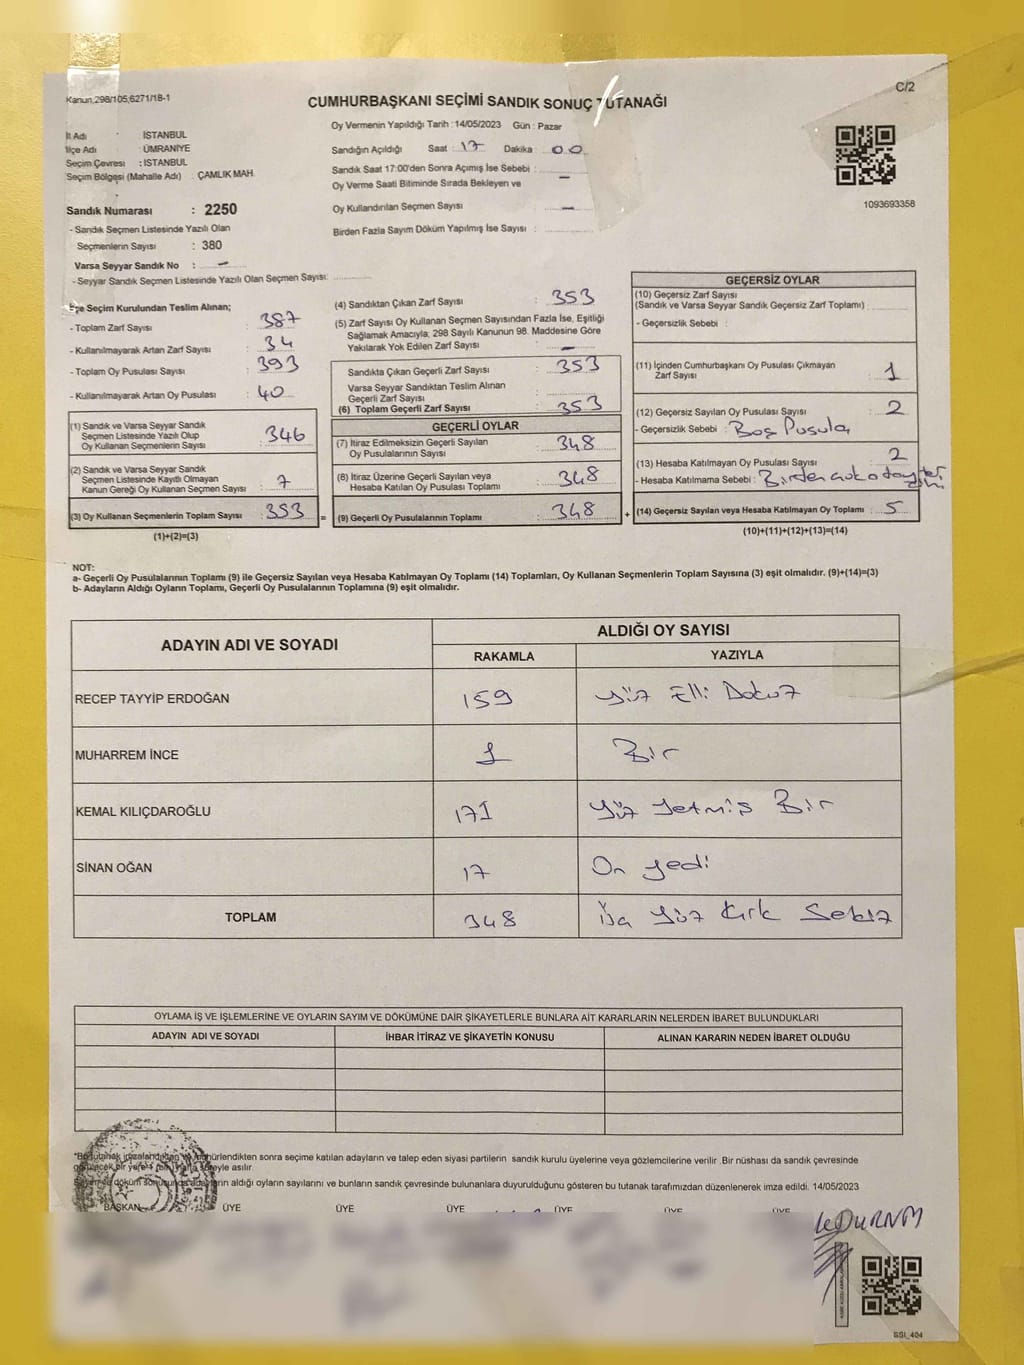 Kanun,298/105,6271/18-1
C/2
CUMHURBAŞKANI SEÇİMİ SANDIK SONUÇ TUTANAĞI
İl Adı : İSTANBUL
İlçe Adı : ÜMRANİYE
Seçim Çevresi : İSTANBUL
Seçim Bölgesi (Mahalle Adı) : ÇAMLIK MAH.
Sandık Numarası : 2250
- Sandık Seçmen Listesinde Yazılı Olan
Seçmenlerin Sayısı : 380
Varsa Seyyar Sandık No : -
- Seyyar Sandık Seçmen Listesinde Yazılı Olan Seçmen Sayısı:
Oy Vermenin Yapıldığı Tarih :14/05/2023 Gün : Pazar
Sandığın Açıldığı Saat : 17 Dakika : 00
Sandık Saat 17:00'den Sonra Açımış İse Sebebi :
Oy Verme Saati Bitiminde Sırada Bekleyen ve -
Oy Kullandırılan Seçmen Sayısı -
Birden Fazla Sayım Döküm Yapılmış İse Sayısı :
1093693358
İlçe Seçim Kurulundan Teslim Alınan;
- Toplam Zarf Sayısı : 387
- Kullanılmayarak Artan Zarf Sayısı : 34
- Toplam Oy Pusulası Sayısı : 393
- Kullanılmayarak Artan Oy Pusulası : 40
(1) Sandık ve Varsa Seyyar Sandık
Seçmen Listesinde Yazılı Olup
Oy Kullanan Seçmenlerin Sayısı : 346
(2) Sandık ve Varsa Seyyar Sandık
Seçmen Listesinde Kayıtlı Olmayan
Kanun Gereği Oy Kullanan Seçmen Sayısı : 7
(3) Oy Kullanan Seçmenlerin Toplam Sayısı : 353
(1)+(2)=(3)
(4) Sandıktan Çıkan Zarf Sayısı : 353
(5) Zarf Sayısı Oy Kullanan Seçmen Sayısından Fazla İse, Eşitliği
Sağlamak Amacıyla; 298 Sayılı Kanunun 98. Maddesine Göre
Yakılarak Yok Edilen Zarf Sayısı : -
Sandıkta Çıkan Geçerli Zarf Sayısı : 353
Varsa Seyyar Sandıktan Teslim Alınan
Geçerli Zarf Sayısı :
(6) Toplam Geçerli Zarf Sayısı : 353
GEÇERLİ OYLAR
(7) İtiraz Edilmeksizin Geçerli Sayılan
Oy Pusulalarının Sayısı : 348
(8) İtiraz Üzerine Geçerli Sayılan veya
Hesaba Katılan Oy Pusulası Toplamı : 348
= (9) Geçerli Oy Pusulalarının Toplamı : 348 +
GEÇERSİZ OYLAR
(10) Geçersiz Zarf Sayısı
(Sandık ve Varsa Seyyar Sandık Geçersiz Zarf Toplamı) :
- Geçersizlik Sebebi :
(11) İçinden Cumhurbaşkanı Oy Pusulası Çıkmayan
Zarf Sayısı : 1
(12) Geçersiz Sayılan Oy Pusulası Sayısı : 2
- Geçersizlik Sebebi : Boş Pusula
(13) Hesaba Katılmayan Oy Pusulası Sayısı : 2
- Hesaba Katılmama Sebebi :
(14) Geçersiz Sayılan veya Hesaba Katılmayan Oy Toplamı : 5
(10)+(11)+(12)+(13)=(14)
NOT:
a- Geçerli Oy Pusulalarının Toplamı (9) ile Geçersiz Sayılan veya Hesaba Katılmayan Oy Toplamı (14) Toplamları, Oy Kullanan Seçmenlerin Toplam Sayısına (3) eşit olmalıdır. (9)+(14)=(3)
b- Adayların Aldığı Oyların Toplamı, Geçerli Oy Pusulalarının Toplamına (9) eşit olmalıdır.
ADAYIN ADI VE SOYADI
ALDIĞI OY SAYISI
RAKAMLA YAZIYLA
RECEP TAYYİP ERDOĞAN 159 Yüz Elli Dokuz
MUHARREM İNCE 1 Bir
KEMAL KILIÇDAROĞLU 171 Yüz Yetmiş Bir
SİNAN OĞAN 17 On yedi
TOPLAM 348 Üç Yüz Kırk Sekiz
OYLAMA İŞ VE İŞLEMLERİNE VE OYLARIN SAYIM VE DÖKÜMÜNE DAİR ŞİKAYETLERLE BUNLARA AİT KARARLARIN NELERDEN İBARET BULUNDUKLARI
ADAYIN ADI VE SOYADI İHBAR İTİRAZ VE ŞİKAYETİN KONUSU ALINAN KARARIN NEDEN İBARET OLDUĞU
*Bu tutanak imzalandıktan ve mühürlendikten sonra seçime katılan adayların ve talep eden siyasi partilerin sandık kurulu üyelerine veya gözlemcilerine verilir .Bir nüshası da sandık çevresinde
bir yere süreyle asılır.
döküm aldığı oyların sayılarını ve bunların sandık çevresinde bulunanlara duyurulduğunu gösteren bu tutanak tarafımızdan düzenlenerek imza edildi. 14/05/2023
BAŞKAN ÜYE ÜYE ÜYE ÜYE ÜYE ÜYE
SSI_404